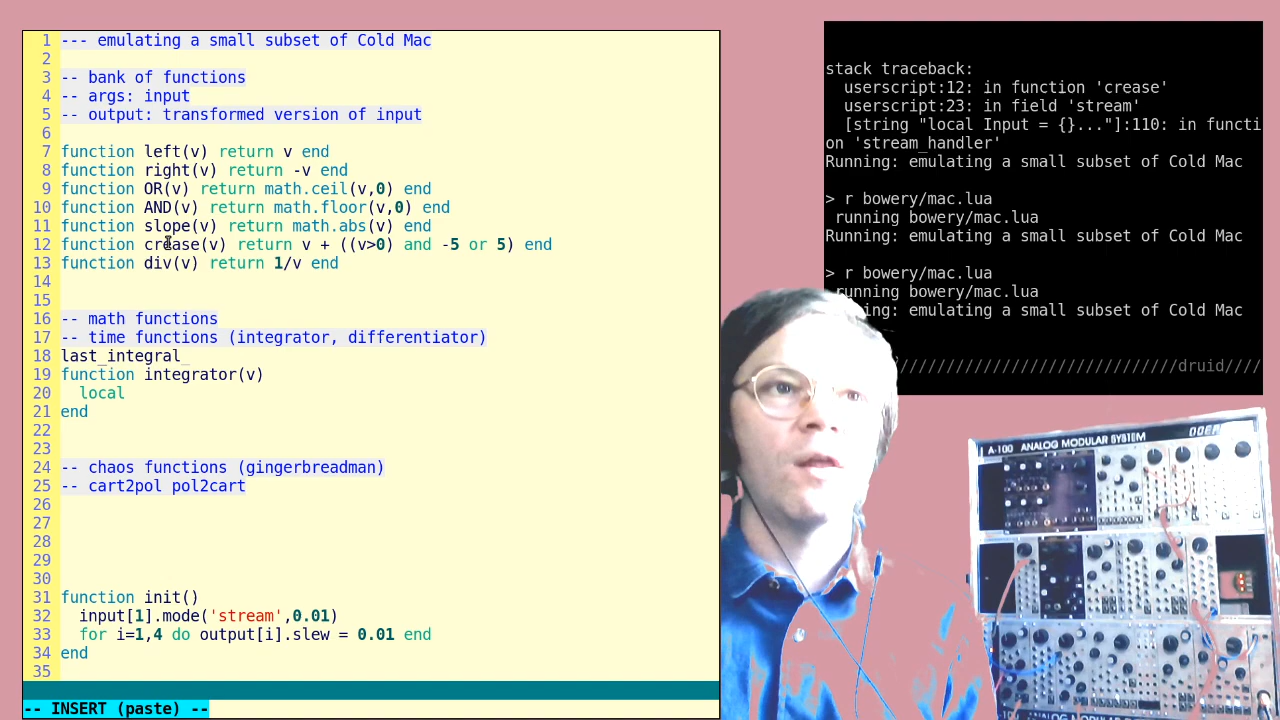 1 --- emulating a small subset of Cold Mac
2
3 -- bank of functions
4 -- args: input
5 -- output: transformed version of input
6
7 function left(v) return v end
8 function right(v) return -v end
9 function OR(v) return math.ceil(v,0) end
10 function AND(v) return math.floor(v,0) end
11 function slope(v) return math.abs(v) end
12 function crease(v) return v + ((v>0) and -5 or 5) end
13 function div(v) return 1/v end
14
15
16 -- math functions
17 -- time functions (integrator, differentiator)
18 last_integral
19 function integrator(v)
20   local
21 end
22
23
24 -- chaos functions (gingerbreadman)
25 -- cart2pol pol2cart
26
27
28
29
30
31 function init()
32   input[1].mode('stream',0.01)
33   for i=1,4 do output[i].slew = 0.01 end
34 end
35
-- INSERT (paste) --
stack traceback:
  userscript:12: in function 'crease'
  userscript:23: in field 'stream'
  [string "local Input = {}..."]:110: in functi
on 'stream_handler'
Running: emulating a small subset of Cold Mac
> r bowery/mac.lua
 running bowery/mac.lua
Running: emulating a small subset of Cold Mac
> r bowery/mac.lua
 running bowery/mac.lua
ing: emulating a small subset of Cold Mac
//////////////////////////////druid////
A-100 ANALOG MODULAR SYSTEM